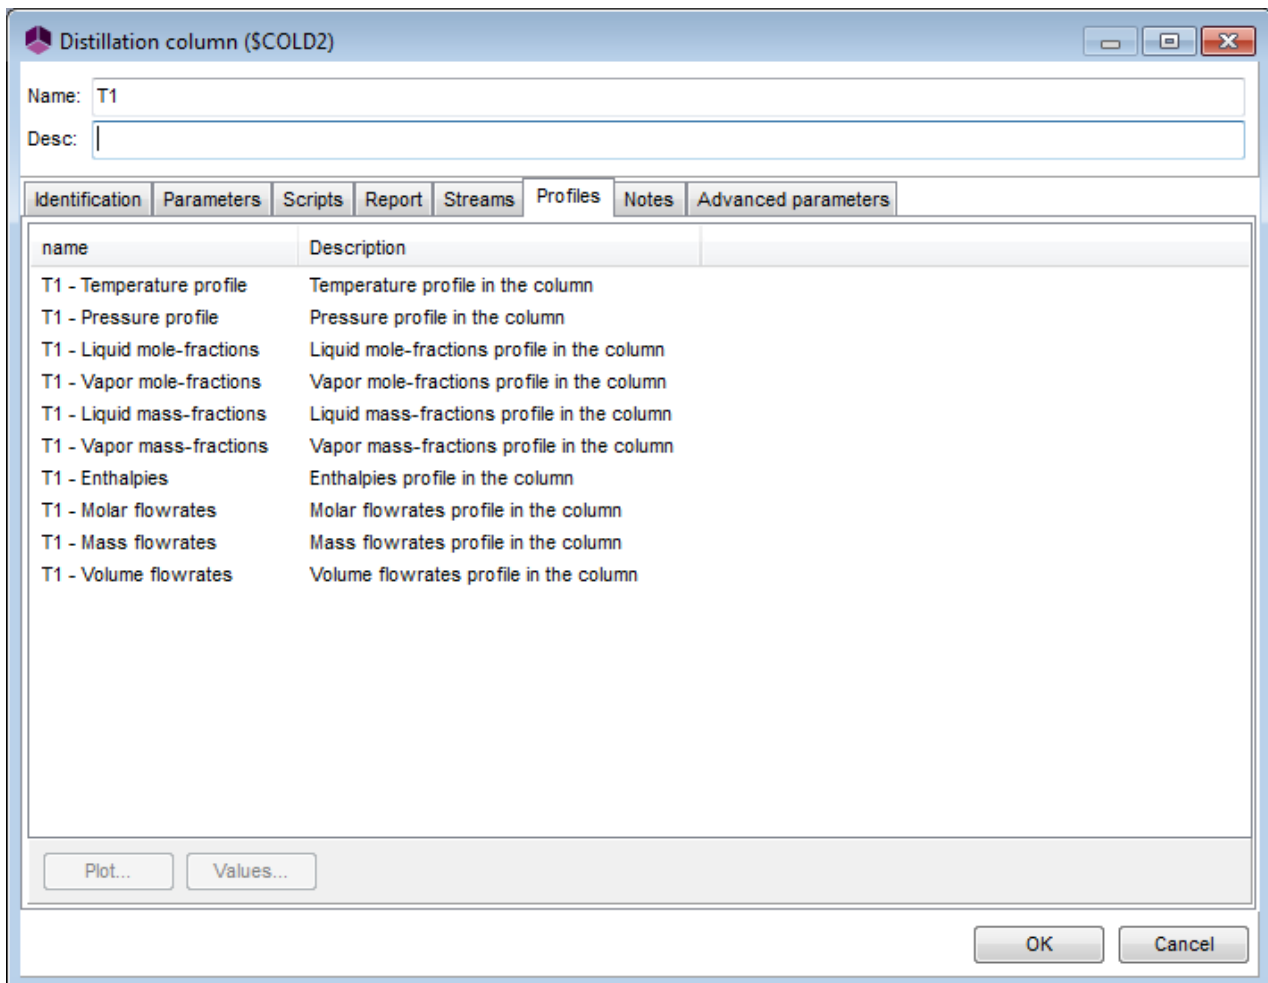 Distillation column ($COLD2)
Name: T1
Desc:
Identification Parameters Scripts Report Streams Profiles Notes Advanced parameters
name Description
T1 - Temperature profile Temperature profile in the column
T1 - Pressure profile Pressure profile in the column
T1 - Liquid mole-fractions Liquid mole-fractions profile in the column
T1 - Vapor mole-fractions Vapor mole-fractions profile in the column
T1 - Liquid mass-fractions Liquid mass-fractions profile in the column
T1 - Vapor mass-fractions Vapor mass-fractions profile in the column
T1 - Enthalpies Enthalpies profile in the column
T1 - Molar flowrates Molar flowrates profile in the column
T1 - Mass flowrates Mass flowrates profile in the column
T1 - Volume flowrates Volume flowrates profile in the column
Plot... Values...
OK Cancel